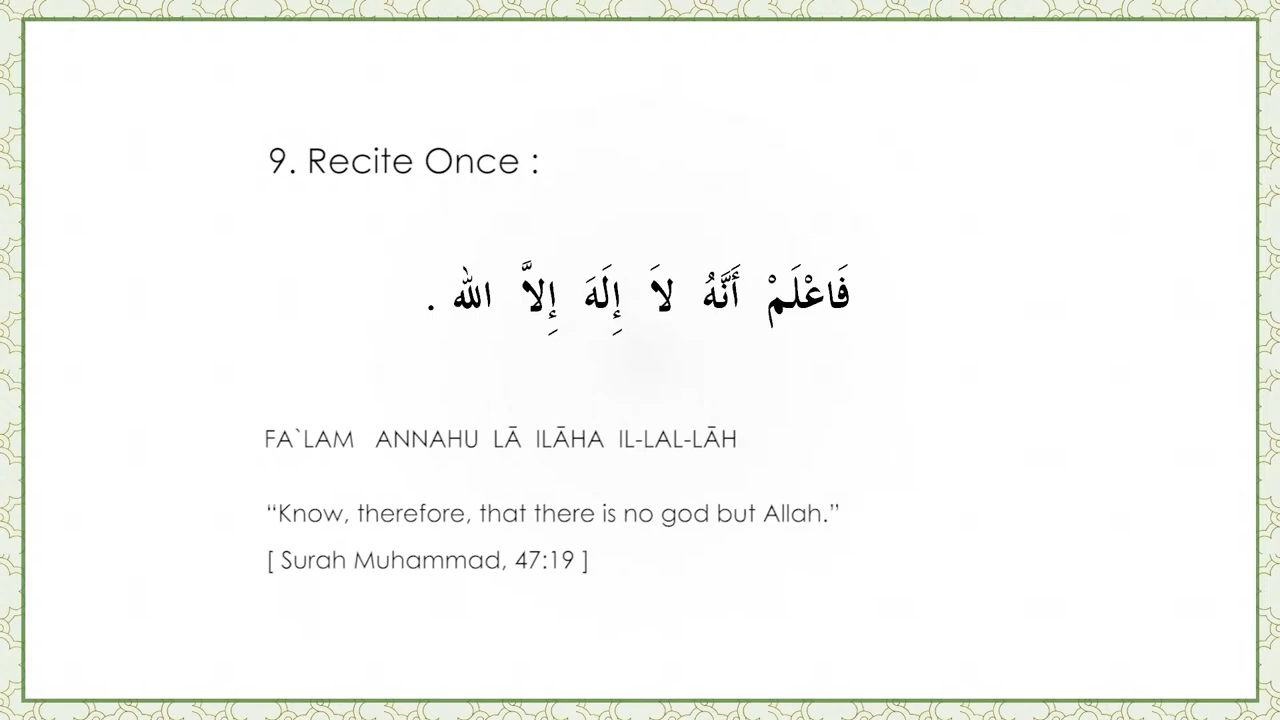 9. Recite Once :
فَاعْلَمْ أَنَّهُ لاَ إِلَهَ إِلاَّ الله .
FA`LAM ANNAHU LĀ ILĀHA IL-LAL-LĀH
“Know, therefore, that there is no god but Allah.”
[ Surah Muhammad, 47:19 ]